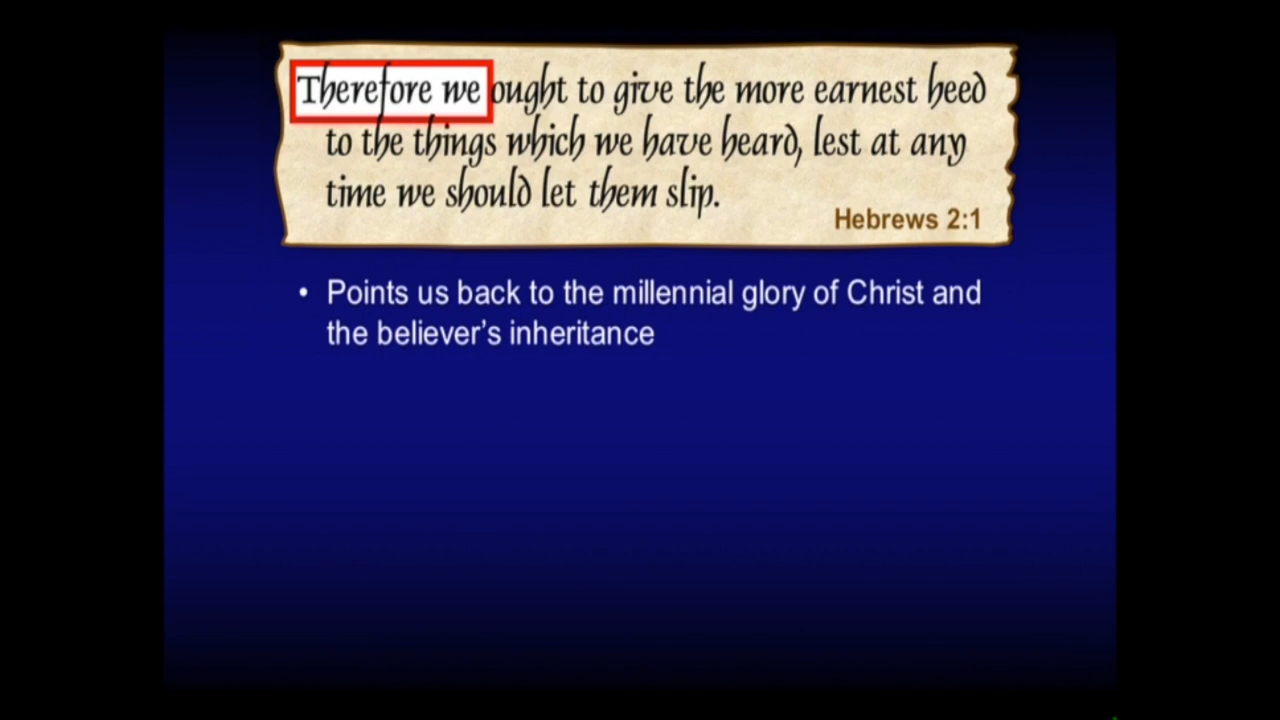 Therefore we ought to give the more earnest heed
to the things which we have heard, lest at any
time we should let them slip.
Hebrews 2:1
• Points us back to the millennial glory of Christ and
the believer's inheritance